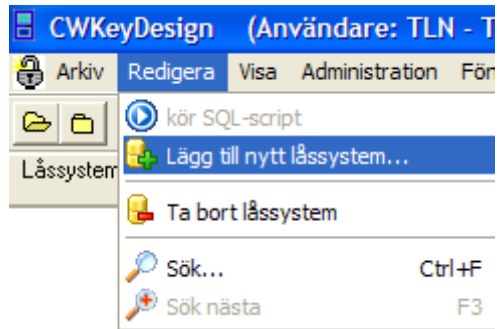 CWKeyDesign (Användare: TLN - T
Arkiv Redigera Visa Administration För
kör SQL-script
Lägg till nytt låssystem...
Låssystem
Ta bort låssystem
Sök... Ctrl+F
Sök nästa F3